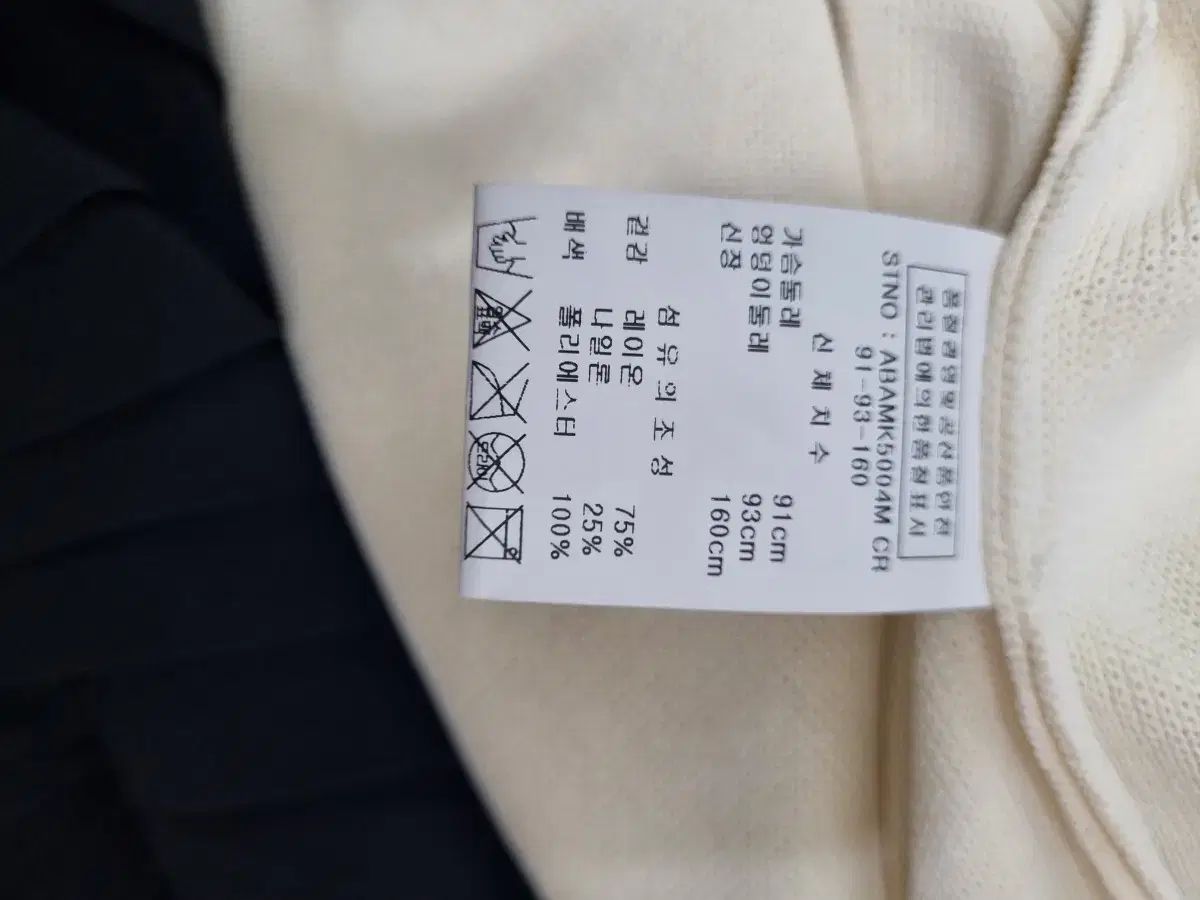 품질경영및공산품안전
관리법에의한품질표시
STNO : ABAMK5004M CR
91-93-160
신 체 치 수
가슴둘레 91cm
엉덩이둘레 93cm
신장 160cm
섬 유 의 조 성
겉감 레이온 75%
나일론 25%
배색 폴리에스터 100%
드라이